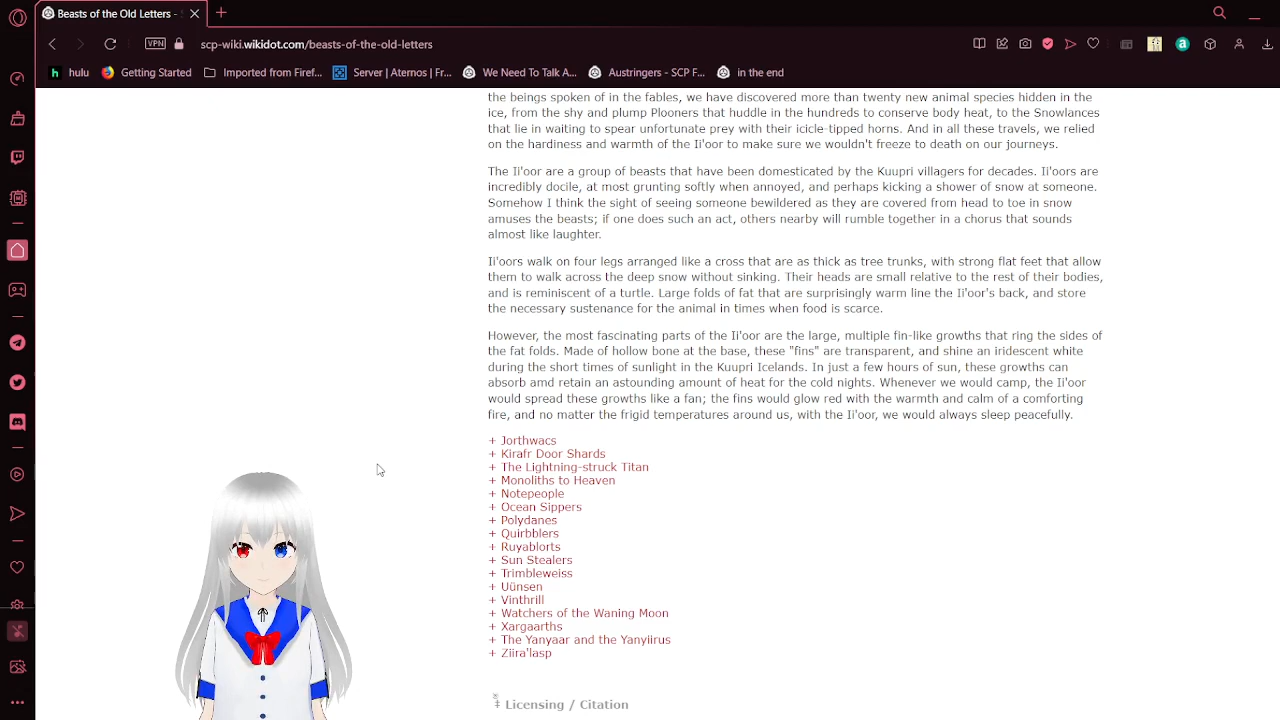 Beasts of the Old Letters -
VPN
scp-wiki.wikidot.com/beasts-of-the-old-letters
hulu
Getting Started
Imported from Firef...
Server | Aternos | Fr...
We Need To Talk A...
Austringers - SCP F...
in the end
the beings spoken of in the fables, we have discovered more than twenty new animal species hidden in the
ice, from the shy and plump Plooners that huddle in the hundreds to conserve body heat, to the Snowlances
that lie in waiting to spear unfortunate prey with their icicle-tipped horns. And in all these travels, we relied
on the hardiness and warmth of the Ii'oor to make sure we wouldn't freeze to death on our journeys.
The Ii'oor are a group of beasts that have been domesticated by the Kuupri villagers for decades. Ii'oors are
incredibly docile, at most grunting softly when annoyed, and perhaps kicking a shower of snow at someone.
Somehow I think the sight of seeing someone bewildered as they are covered from head to toe in snow
amuses the beasts; if one does such an act, others nearby will rumble together in a chorus that sounds
almost like laughter.
Ii'oors walk on four legs arranged like a cross that are as thick as tree trunks, with strong flat feet that allow
them to walk across the deep snow without sinking. Their heads are small relative to the rest of their bodies,
and is reminiscent of a turtle. Large folds of fat that are surprisingly warm line the Ii'oor's back, and store
the necessary sustenance for the animal in times when food is scarce.
However, the most fascinating parts of the Ii'oor are the large, multiple fin-like growths that ring the sides of
the fat folds. Made of hollow bone at the base, these "fins" are transparent, and shine an iridescent white
during the short times of sunlight in the Kuupri Icelands. In just a few hours of sun, these growths can
absorb and retain an astounding amount of heat for the cold nights. Whenever we would camp, the Ii'oor
would spread these growths like a fan; the fins would glow red with the warmth and calm of a comforting
fire, and no matter the frigid temperatures around us, with the Ii'oor, we would always sleep peacefully.
+ Jorthwacs
+ Kirafr Door Shards
+ The Lightning-struck Titan
+ Monoliths to Heaven
+ Notepeople
+ Ocean Sippers
+ Polydanes
+ Quirbblers
+ Ruyablorts
+ Sun Stealers
+ Trimbleweiss
+ Uünsen
+ Vinthrill
+ Watchers of the Waning Moon
+ Xargaarths
+ The Yanyaar and the Yanyiirus
+ Ziira'lasp
‡ Licensing / Citation